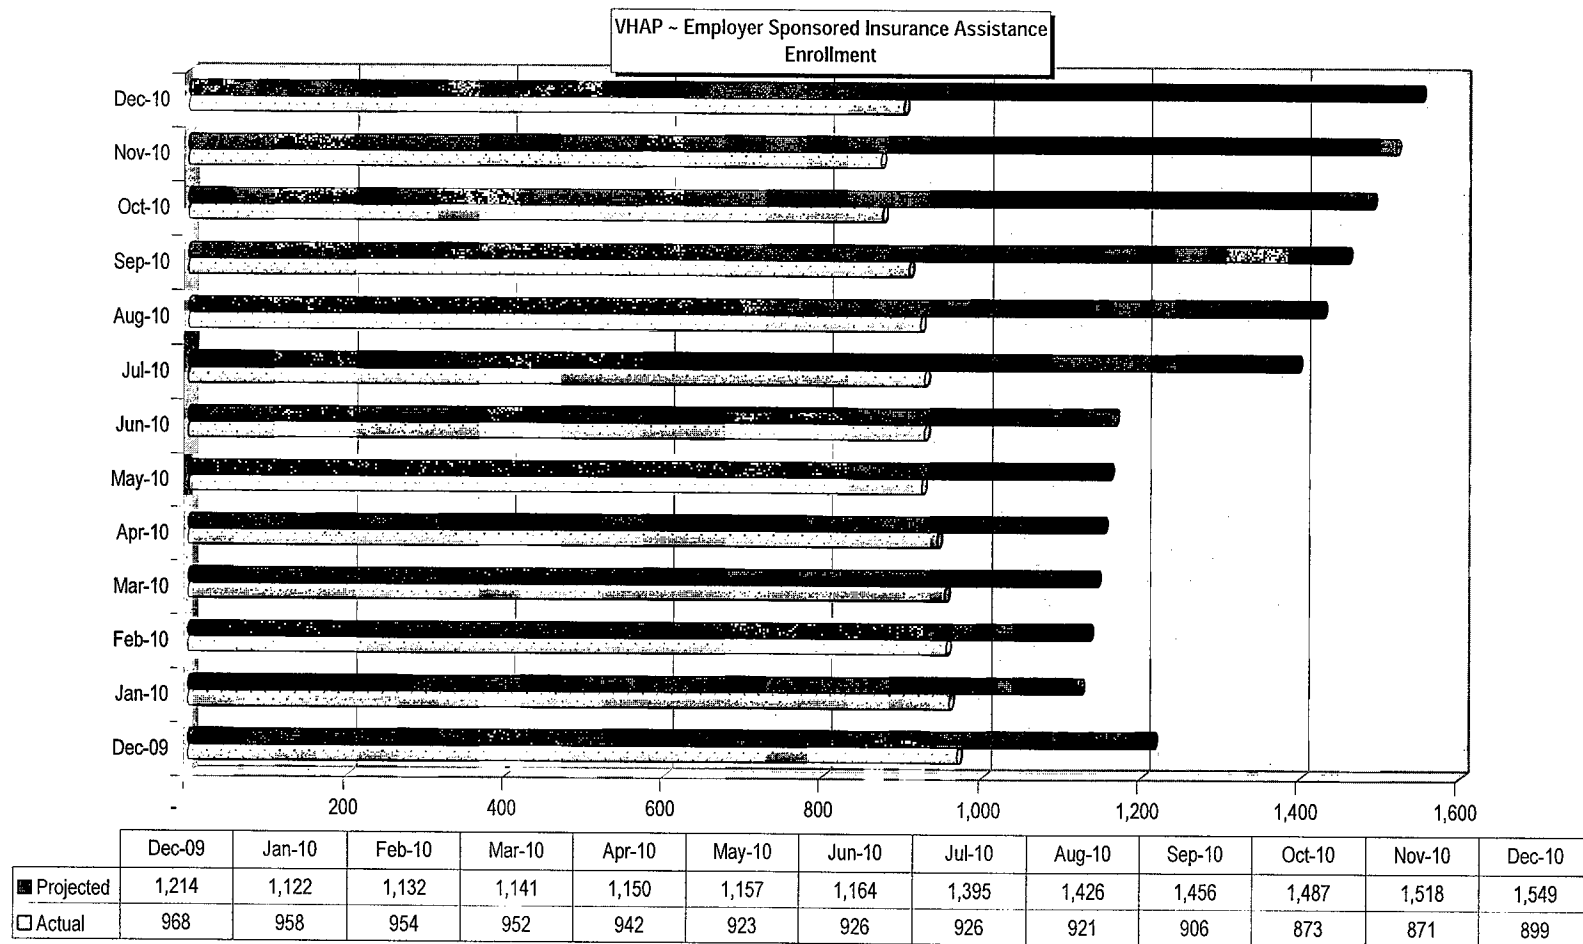 VHAP ~ Employer Sponsored Insurance Assistance
Enrollment
Dec-10
Nov-10
Oct-10
Sep-10
Aug-10
Jul-10
Jun-10
May-10
Apr-10
Mar-10
Feb-10
Jan-10
Dec-09
- 200 400 600 800 1,000 1,200 1,400 1,600
Dec-09 Jan-10 Feb-10 Mar-10 Apr-10 May-10 Jun-10 Jul-10 Aug-10 Sep-10 Oct-10 Nov-10 Dec-10
Projected 1,214 1,122 1,132 1,141 1,150 1,157 1,164 1,395 1,426 1,456 1,487 1,518 1,549
Actual 968 958 954 952 942 923 926 926 921 906 873 871 899